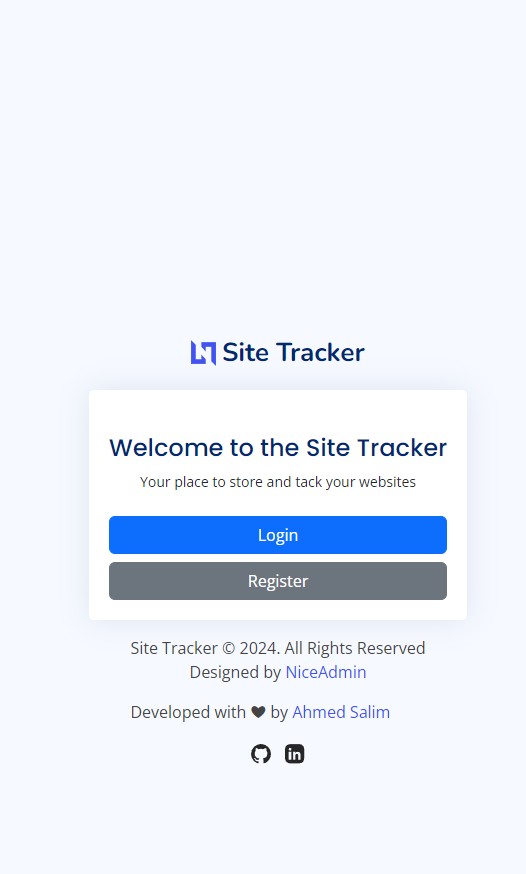 Site Tracker
Welcome to the Site Tracker
Your place to store and tack your websites
Login
Register
Site Tracker © 2024. All Rights Reserved
Designed by NiceAdmin
Developed with ♥ by Ahmed Salim
in